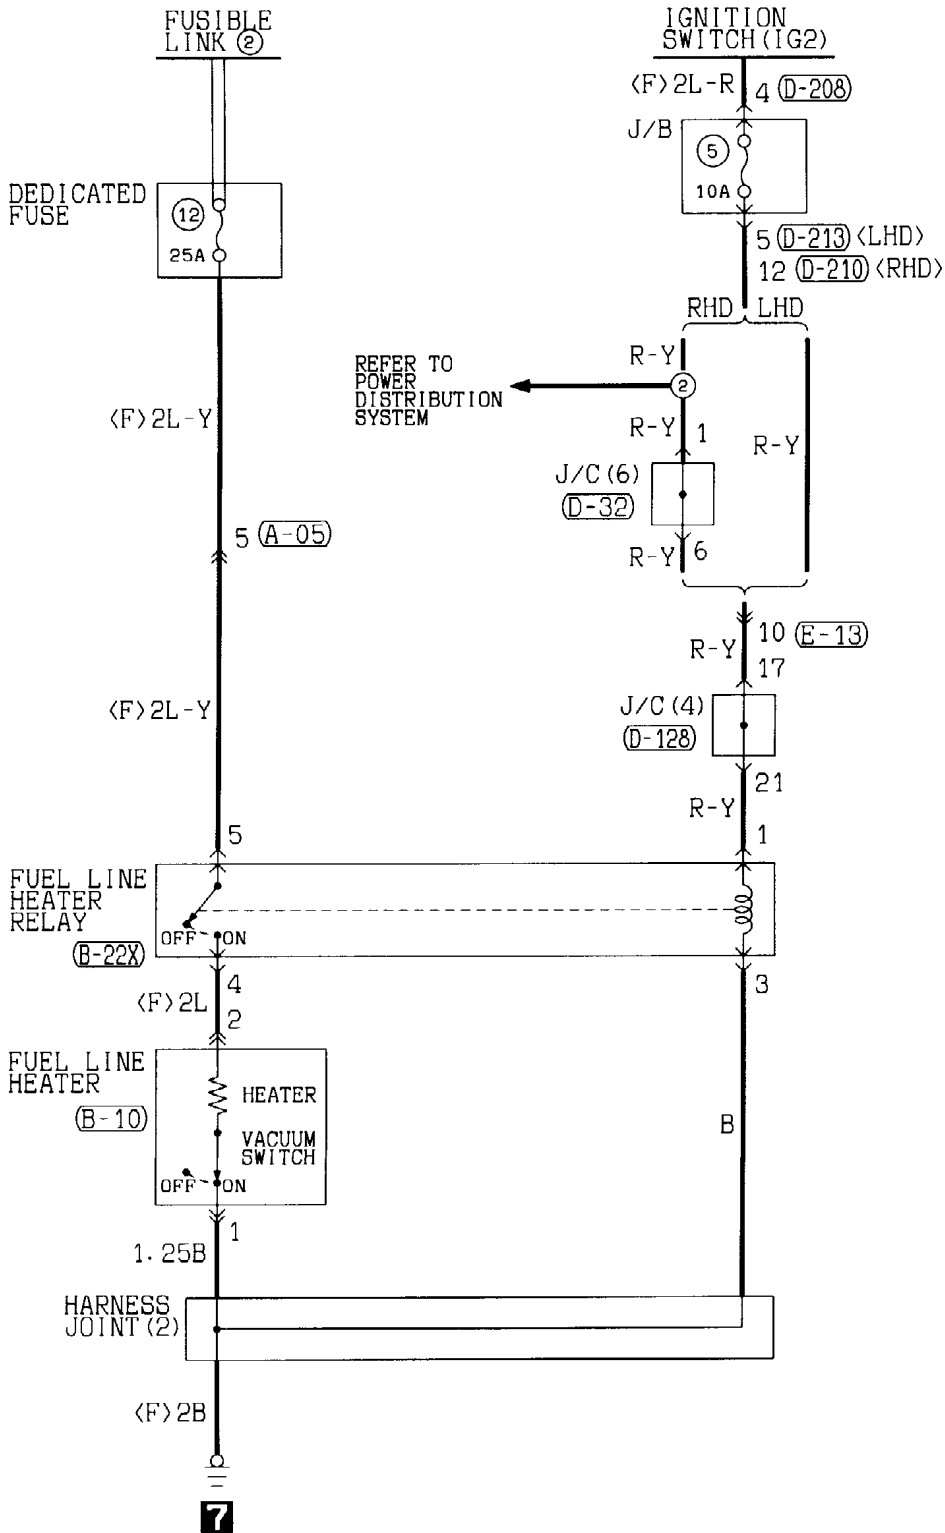 FUSIBLE
LINK ②
IGNITION
SWITCH(IG2)
<F>2L-R
4 (D-208)
J/B
5
10A
DEDICATED
FUSE
12
25A
5 (D-213) <LHD>
12 (D-210) <RHD>
RHD LHD
R-Y
REFER TO
POWER
DISTRIBUTION
SYSTEM
2
<F>2L-Y
R-Y 1
R-Y
J/C(6)
(D-32)
5 (A-05)
R-Y 6
10 (E-13)
R-Y
17
<F>2L-Y
J/C(4)
(D-128)
21
R-Y
5
1
FUEL LINE
HEATER
RELAY
OFF ON
(B-22X)
4
3
<F>2L
2
FUEL LINE
HEATER
HEATER
(B-10)
B
VACUUM
SWITCH
OFF ON
1
1.25B
HARNESS
JOINT(2)
<F>2B
7